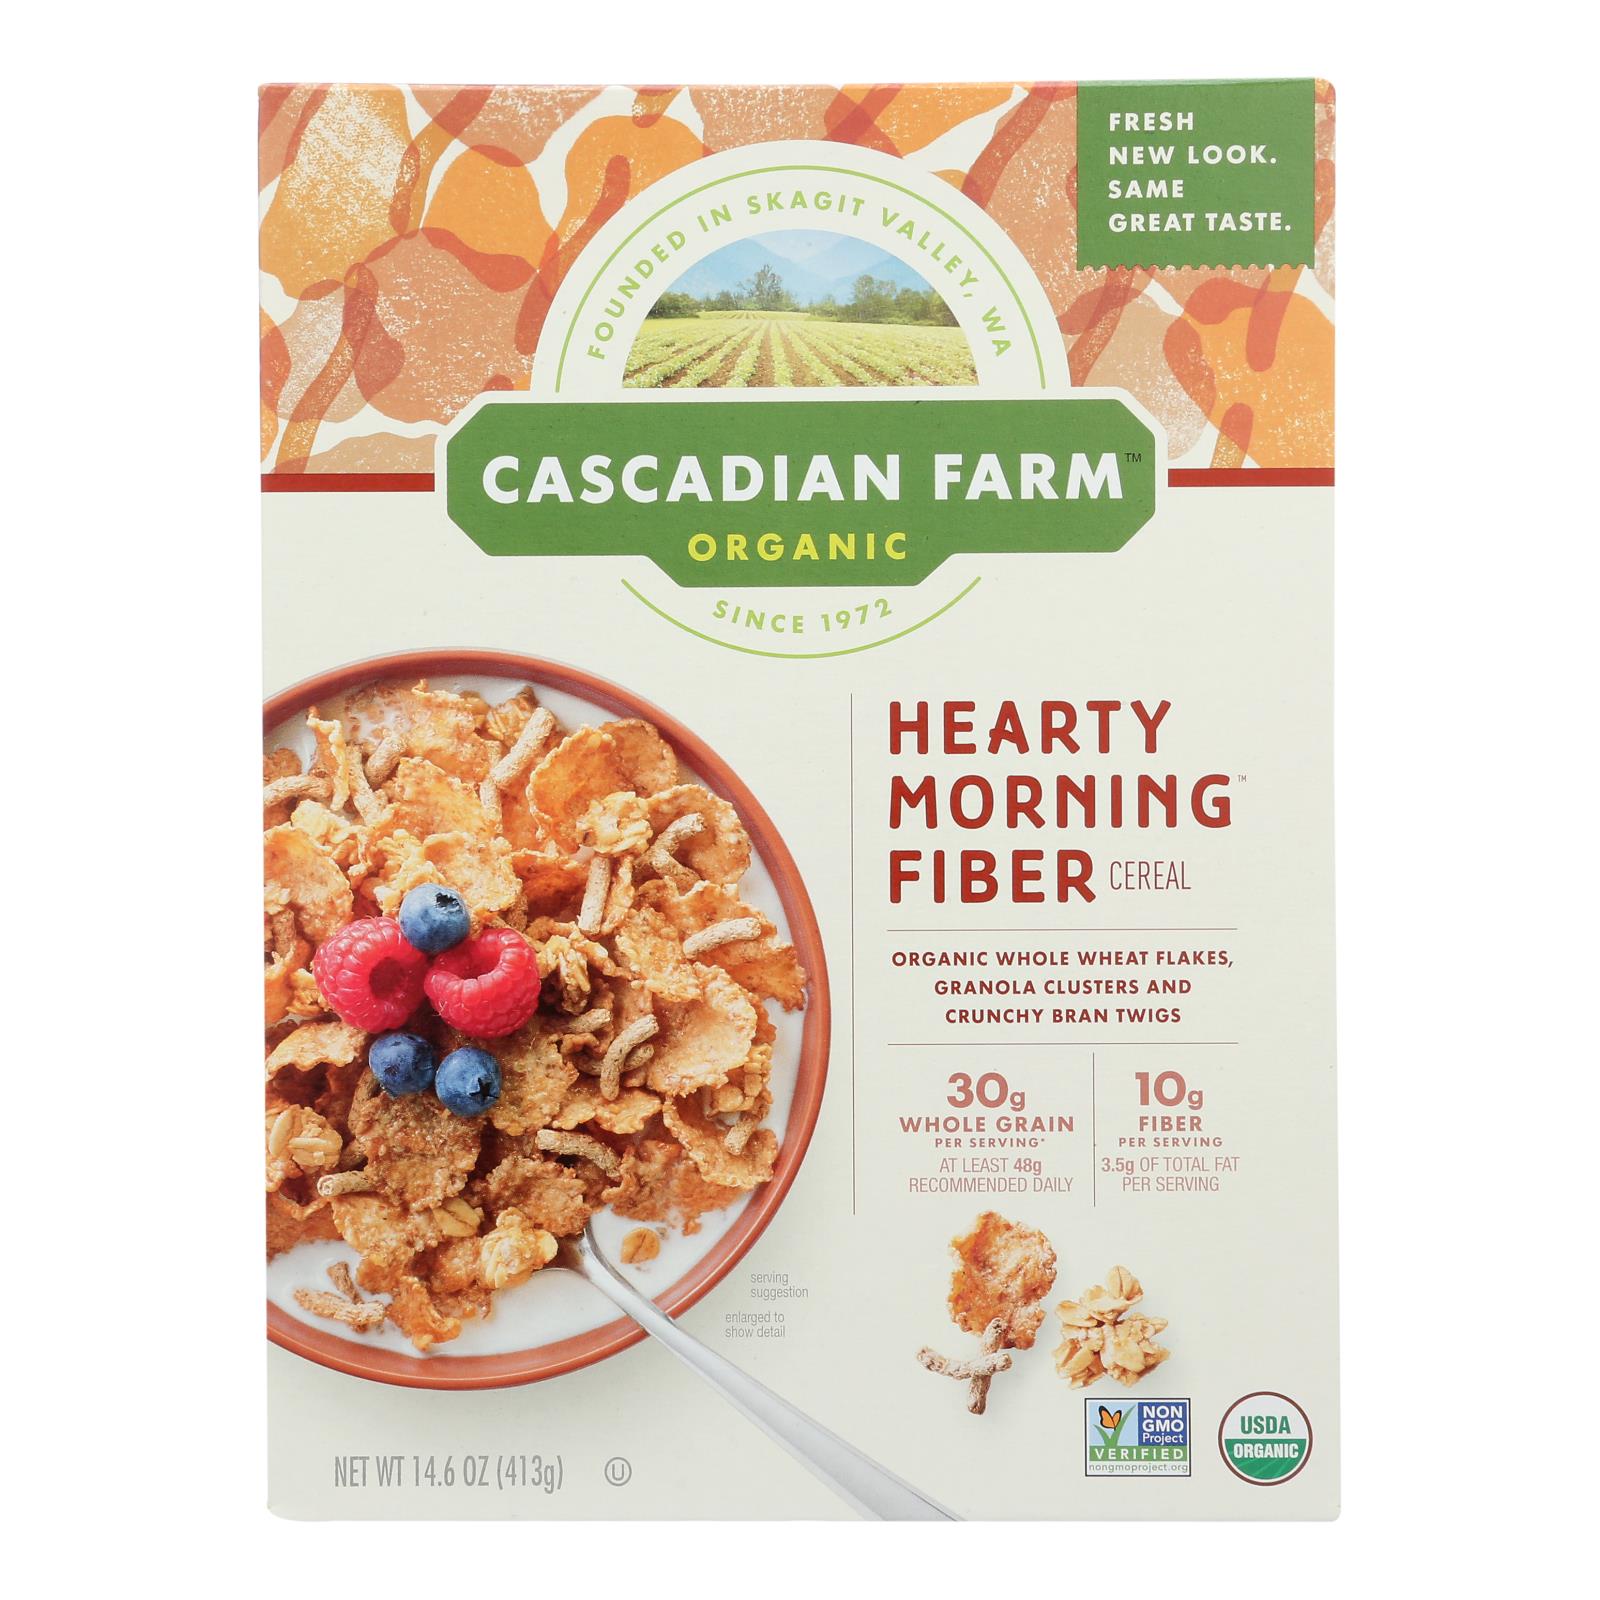 FRESH
NEW LOOK.
SAME
GREAT TASTE.
FOUNDED IN SKAGIT VALLEY, WA
CASCADIAN FARM™
ORGANIC
SINCE 1972
HEARTY
MORNING™
FIBER CEREAL
ORGANIC WHOLE WHEAT FLAKES,
GRANOLA CLUSTERS AND
CRUNCHY BRAN TWIGS
30g
WHOLE GRAIN
PER SERVING*
AT LEAST 48g
RECOMMENDED DAILY
10g
FIBER
PER SERVING
3.5g OF TOTAL FAT
PER SERVING
serving
suggestion
enlarged to
show detail
NON
GMO
Project
VERIFIED
nongmoproject.org
USDA
ORGANIC
NET WT 14.6 OZ (413g)
U